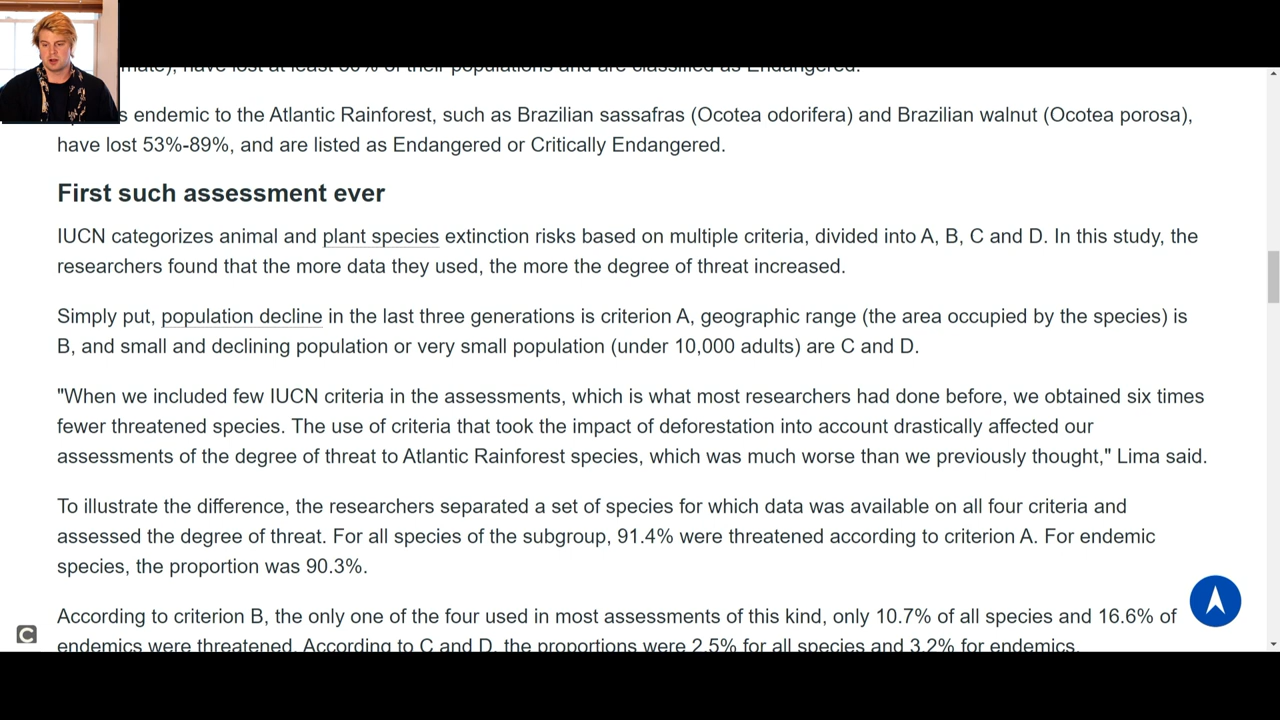 have lost at least 50% of their populations and are classified as Endangered.
endemic to the Atlantic Rainforest, such as Brazilian sassafras (Ocotea odorifera) and Brazilian walnut (Ocotea porosa),
have lost 53%-89%, and are listed as Endangered or Critically Endangered.
First such assessment ever
IUCN categorizes animal and plant species extinction risks based on multiple criteria, divided into A, B, C and D. In this study, the
researchers found that the more data they used, the more the degree of threat increased.
Simply put, population decline in the last three generations is criterion A, geographic range (the area occupied by the species) is
B, and small and declining population or very small population (under 10,000 adults) are C and D.
"When we included few IUCN criteria in the assessments, which is what most researchers had done before, we obtained six times
fewer threatened species. The use of criteria that took the impact of deforestation into account drastically affected our
assessments of the degree of threat to Atlantic Rainforest species, which was much worse than we previously thought," Lima said.
To illustrate the difference, the researchers separated a set of species for which data was available on all four criteria and
assessed the degree of threat. For all species of the subgroup, 91.4% were threatened according to criterion A. For endemic
species, the proportion was 90.3%.
According to criterion B, the only one of the four used in most assessments of this kind, only 10.7% of all species and 16.6% of
endemics were threatened. According to C and D, the proportions were 2.5% for all species and 3.2% for endemics.
C